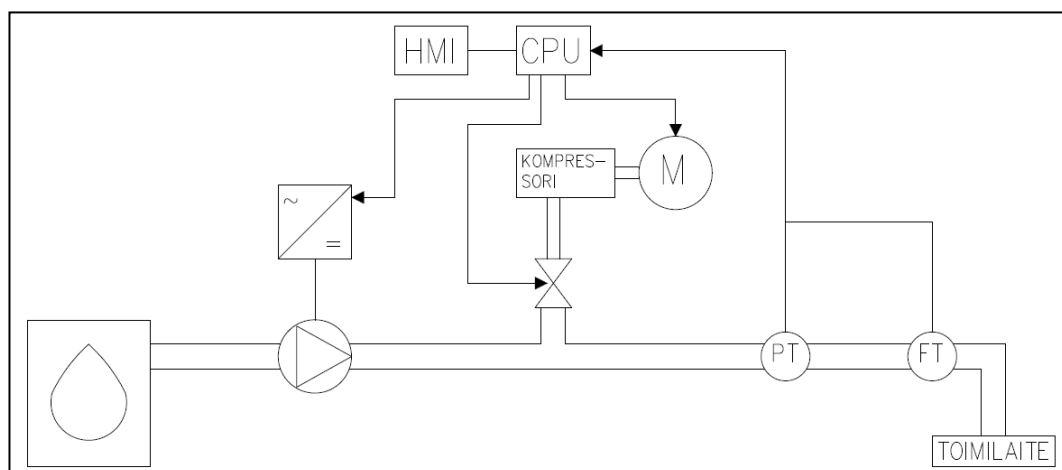 HMI
CPU
KOMPRES-
SORI
M
~
=
PT
FT
TOIMILAITE